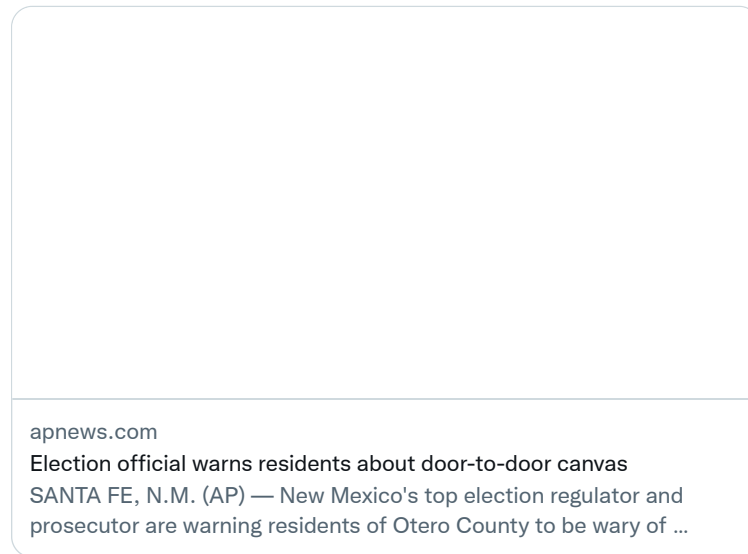 apnews.com
Election official warns residents about door-to-door canvas
SANTA FE, N.M. (AP) — New Mexico's top election regulator and
prosecutor are warning residents of Otero County to be wary of ...